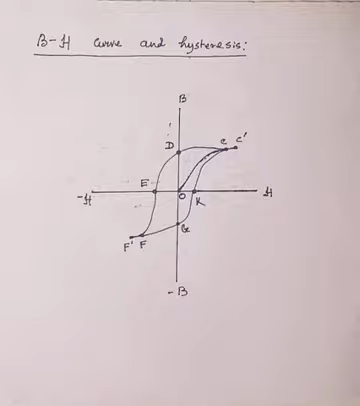 B-H curve and hysteresis:
B
D
C C'
E
-H
O
K
H
G
F' F
-B